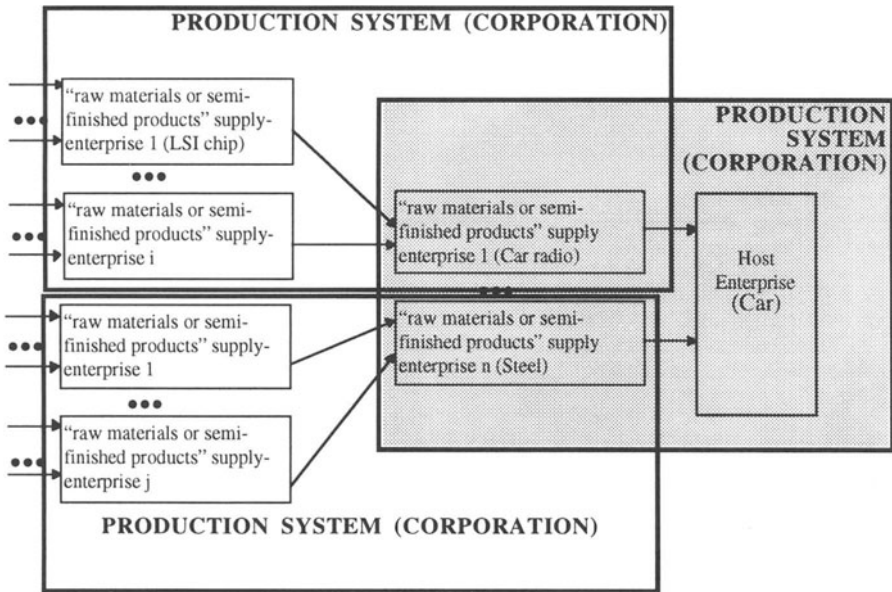 PRODUCTION SYSTEM (CORPORATION)
“raw materials or semi-
finished products” supply-
enterprise 1 (LSI chip)
“raw materials or semi-
finished products” supply-
enterprise i
PRODUCTION
SYSTEM
(CORPORATION)
“raw materials or semi-
finished products” supply
enterprise 1 (Car radio)
Host
Enterprise
(Car)
“raw materials or semi-
finished products” supply
enterprise n (Steel)
“raw materials or semi-
finished products” supply-
enterprise 1
“raw materials or semi-
finished products” supply-
enterprise j
PRODUCTION SYSTEM (CORPORATION)